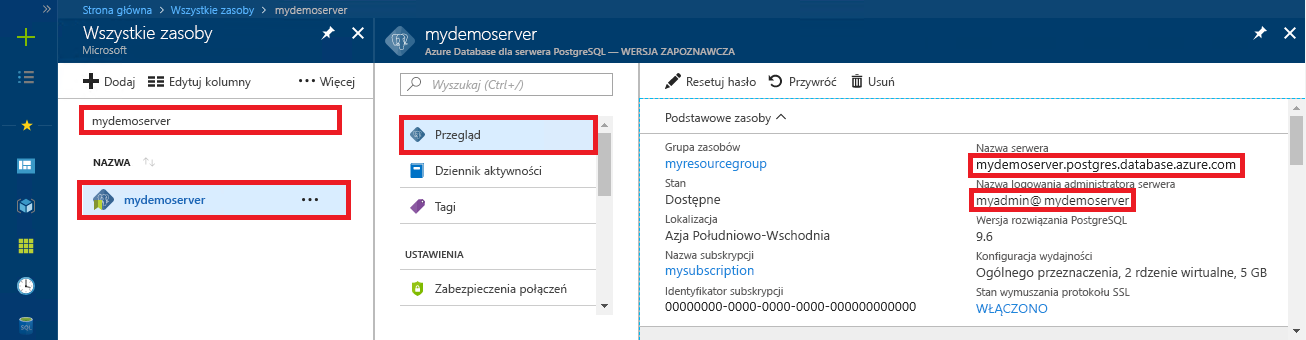 Strona główna > Wszystkie zasoby > mydemoserver
Wszystkie zasoby
Microsoft
Dodaj
Edytuj kolumny
Więcej
mydemoserver
NAZWA
mydemoserver
mydemoserver
Azure Database dla serwera PostgreSQL — WERSJA ZAPOZNAWCZA
Wyszukaj (Ctrl+/)
Przegląd
Dziennik aktywności
Tagi
USTAWIENIA
Zabezpieczenia połączeń
Resetuj hasło
Przywróć
Usuń
Podstawowe zasoby
Grupa zasobów
myresourcegroup
Stan
Dostępne
Lokalizacja
Azja Południowo-Wschodnia
Nazwa subskrypcji
mysubscription
Identyfikator subskrypcji
00000000-0000-0000-0000-000000000000
Nazwa serwera
mydemoserver.postgres.database.azure.com
Nazwa logowania administratora serwera
myadmin@ mydemoserver
Wersja rozwiązania PostgreSQL
9.6
Konfiguracja wydajności
Ogólnego przeznaczenia, 2 rdzenie wirtualne, 5 GB
Stan wymuszania protokołu SSL
WŁĄCZONO
SQL